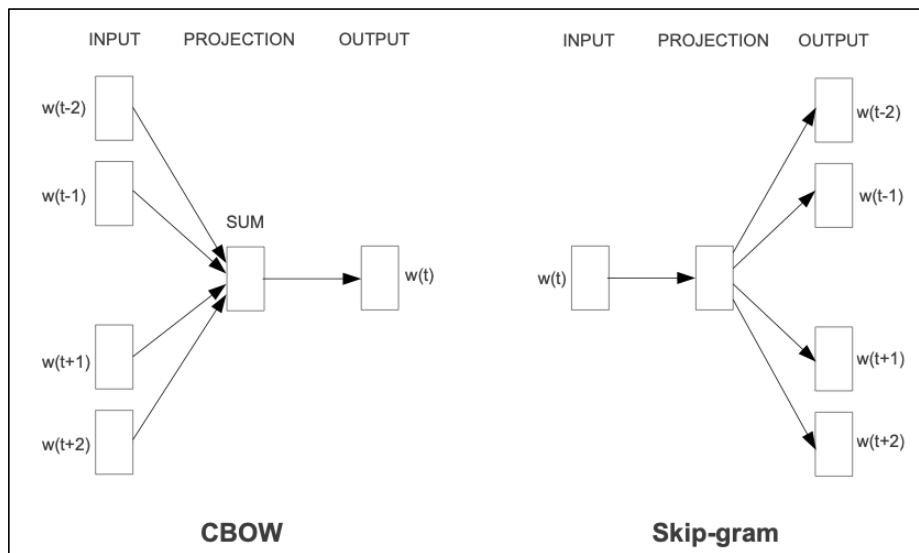 INPUT PROJECTION OUTPUT
w(t-2)
w(t-1)
SUM
w(t)
w(t+1)
w(t+2)
CBOW
INPUT PROJECTION OUTPUT
w(t-2)
w(t-1)
w(t)
w(t+1)
w(t+2)
Skip-gram